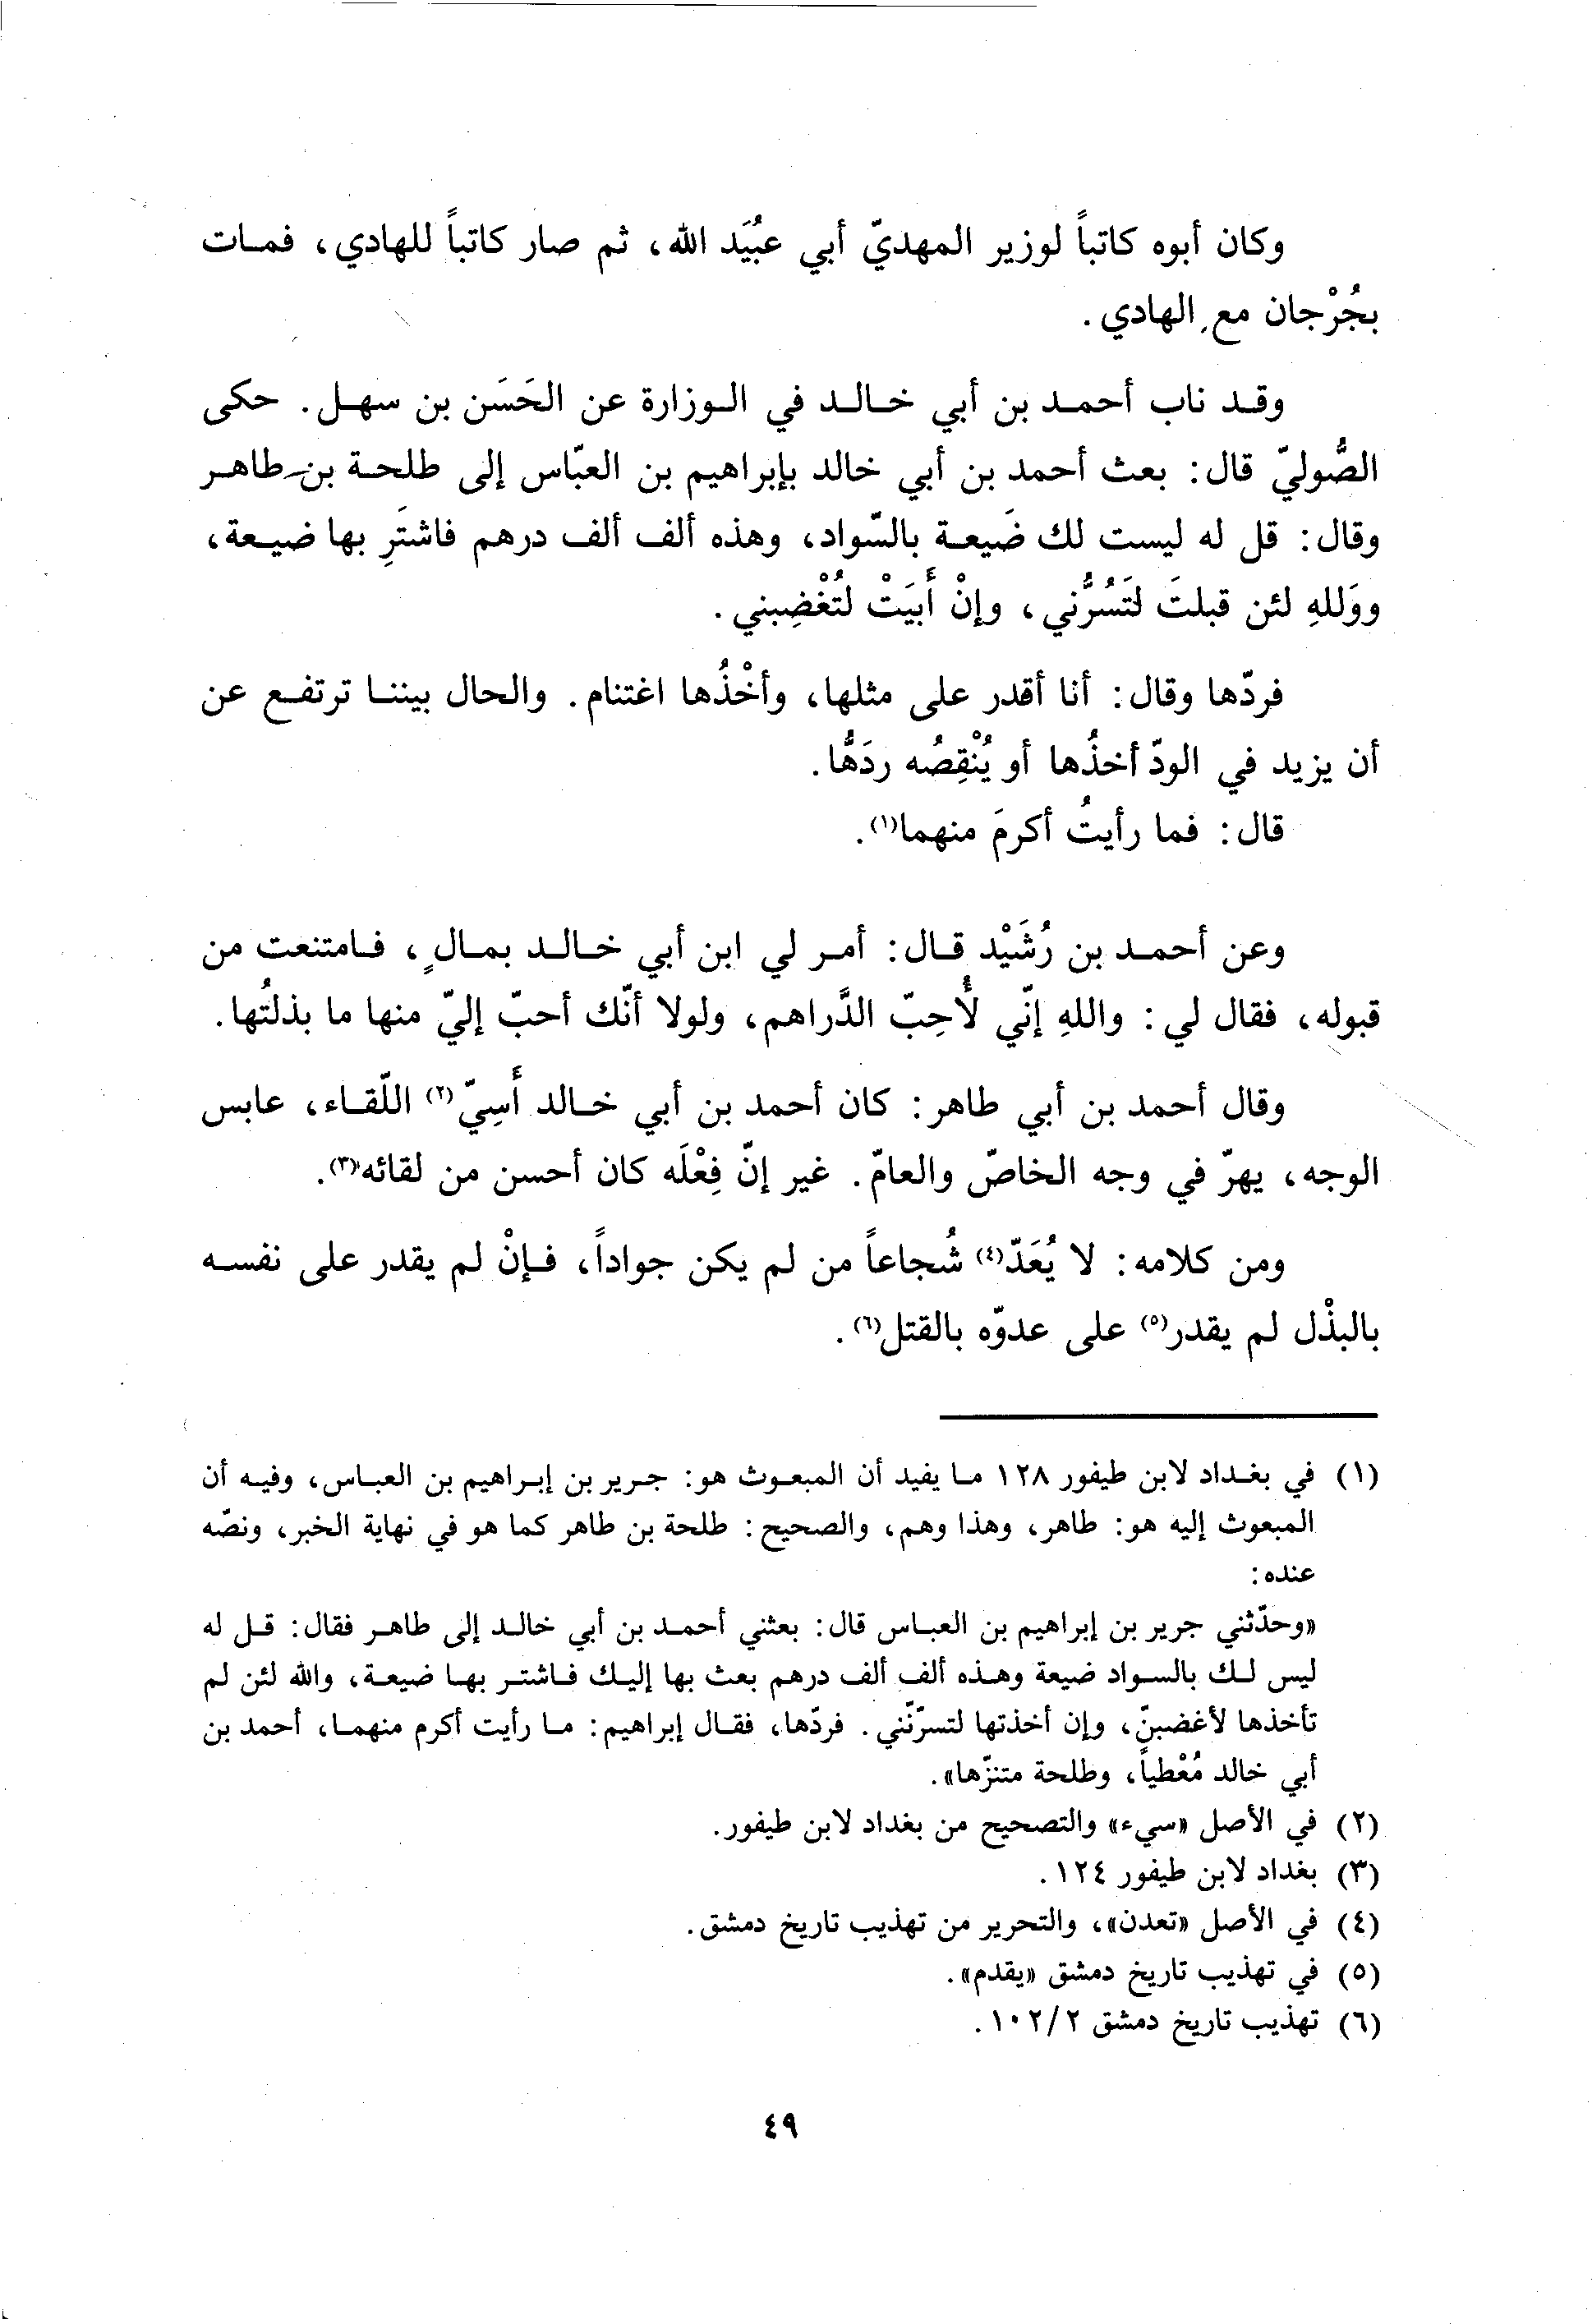 وكان أبوه كاتباً لوزير المهديّ أبي عبُيَد الله، ثم صار كاتباً للهادي، فمات
بجُرْجان مع الهادي.
وقد ناب أحمد بن أبي خالد في الوزارة عن الحَسَن بن سهل. حكى
الصُّوليّ قال: بعث أحمد بن أبي خالد بإبراهيم بن العبّاس إلى طلحة بن طاهر
وقال: قل له ليست لك ضَيعة بالسّواد، وهذه ألف ألف درهم فاشتَرِ بها ضيعة،
ووَللهِ لئن قبلتَ لتَسُرُّني، وإنْ أَبَيَتْ لتُغْضِبني.
فردّها وقال: أنا أقدر على مثلها، وأخْذُها اغتنام. والحال بيننا ترتفع عن
أن يزيد في الودّ أخذُها أو يُنْقِصُه ردَهُّا.
قال: فما رأيتُ أكرمَ منهما(١).
وعن أحمد بن رُشَيْد قال: أمر لي ابن أبي خالد بمالٍ، فامتنعت من
قبوله، فقال لي: واللهِ إنّي لأُحِبّ الدَّراهم، ولولا أنّك أحبّ إليّ منها ما بذلتُها.
وقال أحمد بن أبي طاهر: كان أحمد بن أبي خالد أَسِيّ(٢) اللّقاء، عابس
الوجه، يهرّ في وجه الخاصّ والعامّ. غير إنّ فِعْلَه كان أحسن من لقائه(٣).
ومن كلامه: لا يُعَدّ(٤) شُجاعاً من لم يكن جواداً، فإنْ لم يقدر على نفسه
بالبذْل لم يقدر(٥) على عدوّه بالقتل(٦).
(١) في بغداد لابن طيفور ١٢٨ ما يفيد أن المبعوث هو: جرير بن إبراهيم بن العباس، وفيه أن
المبعوث إليه هو: طاهر، وهذا وهم، والصحيح: طلحة بن طاهر كما هو في نهاية الخبر، ونصّه
عنده:
«وحدّثني جرير بن إبراهيم بن العباس قال: بعثني أحمد بن أبي خالد إلى طاهر فقال: قل له
ليس لك بالسواد ضيعة وهذه ألف ألف درهم بعث بها إليك فاشتر بها ضيعة، والله لئن لم
تأخذها لأغضبنّ، وإن أخذتها لتسرّنّني. فردّها، فقال إبراهيم: ما رأيت أكرم منهما، أحمد بن
أبي خالد مُعْطياً، وطلحة متنزّها».
(٢) في الأصل «سيء» والتصحيح من بغداد لابن طيفور.
(٣) بغداد لابن طيفور ١٢٤.
(٤) في الأصل «تعدن»، والتحرير من تهذيب تاريخ دمشق.
(٥) في تهذيب تاريخ دمشق «يقدم».
(٦) تهذيب تاريخ دمشق ١٠٢/٢.
٤٩